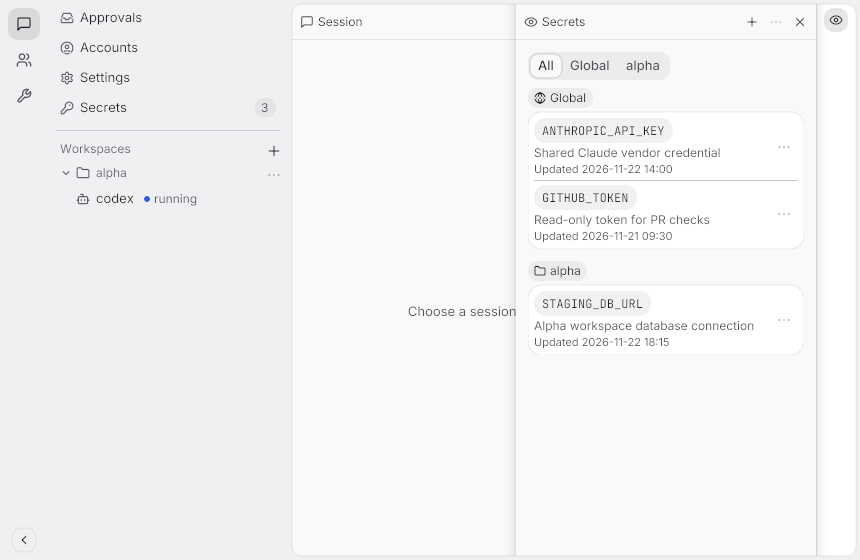 Approvals
Accounts
Settings
Secrets 3
Workspaces
alpha
codex running
Session
Choose a session
Secrets
All Global alpha
Global
ANTHROPIC_API_KEY
Shared Claude vendor credential
Updated 2026-11-22 14:00
GITHUB_TOKEN
Read-only token for PR checks
Updated 2026-11-21 09:30
alpha
STAGING_DB_URL
Alpha workspace database connection
Updated 2026-11-22 18:15